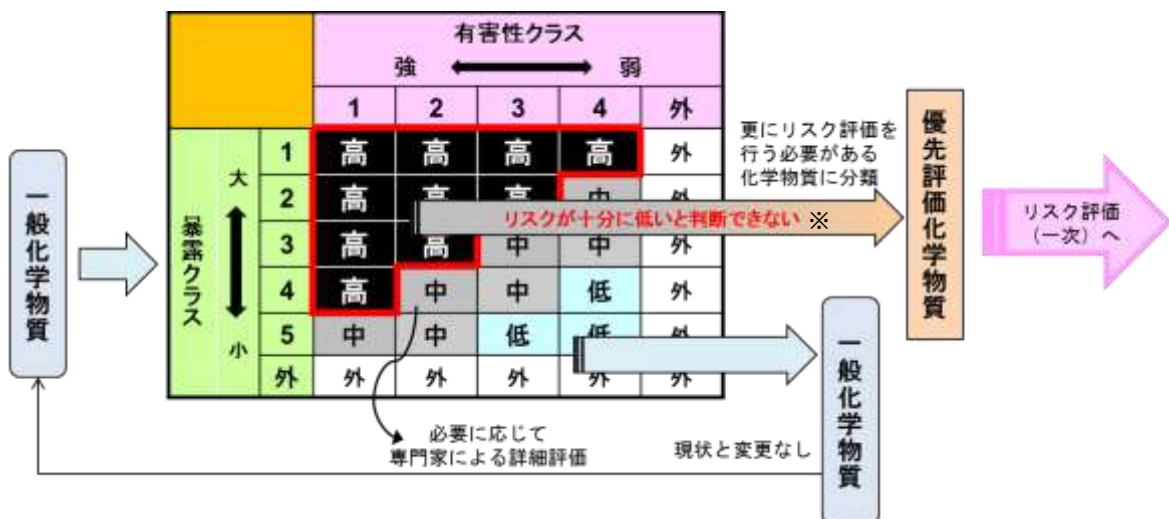 有害性クラス
強 弱
1 2 3 4 外
暴露クラス
大
小
1 高 高 高 高 外
2 高 高 高 中 外
3 高 高 中 中 外
4 高 中 中 低 外
5 中 中 低 低 外
外 外 外 外 外 外
リスクが十分に低いと判断できない ※
一般化学物質
更にリスク評価を
行う必要がある
化学物質に分類
優先評価化学物質
リスク評価
(一次)へ
一般化学物質
必要に応じて
専門家による詳細評価
現状と変更なし